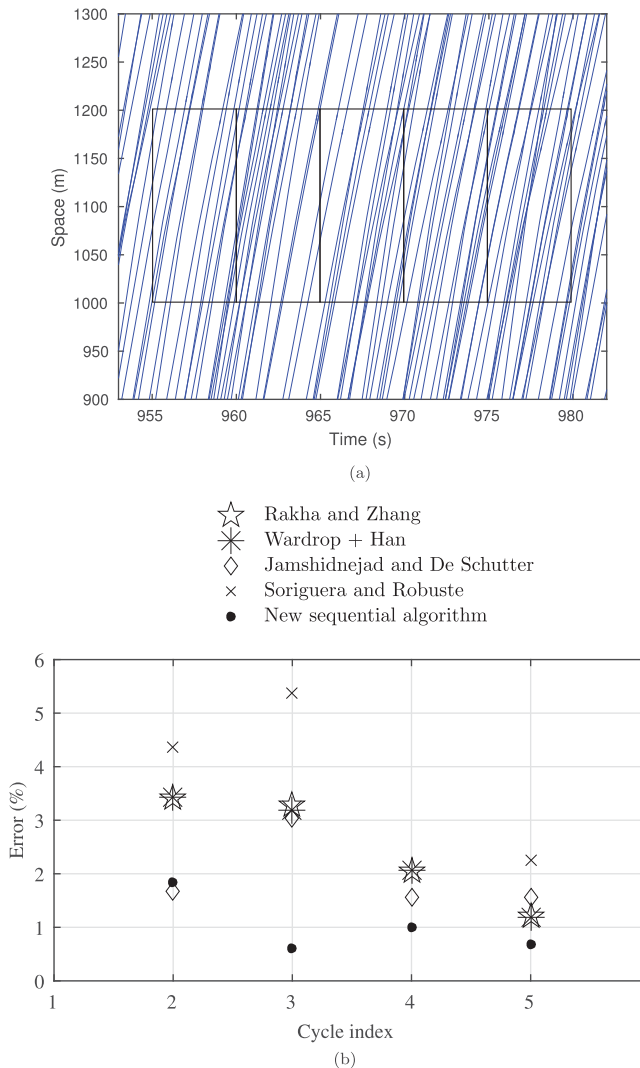 1300
1250
1200
1150
1100
1050
1000
950
900
Space (m)
955 960 965 970 975 980
Time (s)
(a)
Rakha and Zhang
Wardrop + Han
Jamshidnejad and De Schutter
Soriguera and Robuste
New sequential algorithm
6
5
4
3
2
1
0
Error (%)
1 2 3 4 5
Cycle index
(b)